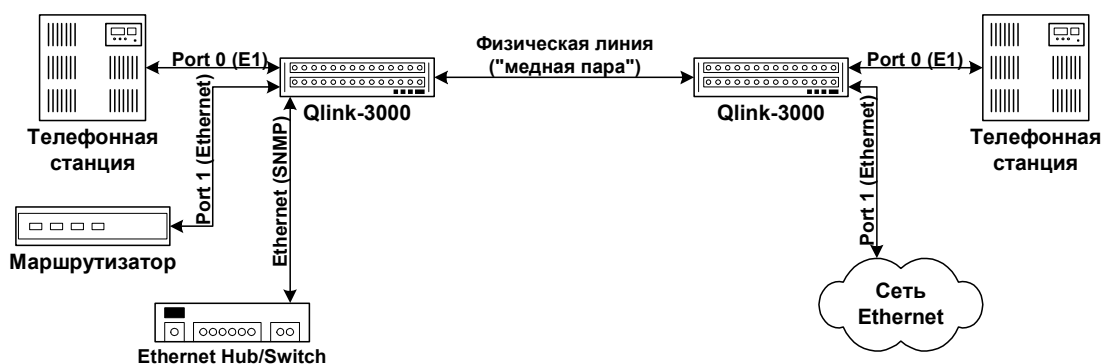 Физическая линия
("медная пара")
Port 0 (E1)
Port 0 (E1)
Qlink-3000
Qlink-3000
Телефонная
станция
Телефонная
станция
Port 1 (Ethernet)
Ethernet (SNMP)
Port 1 (Ethernet)
Маршрутизатор
Сеть
Ethernet
Ethernet Hub/Switch